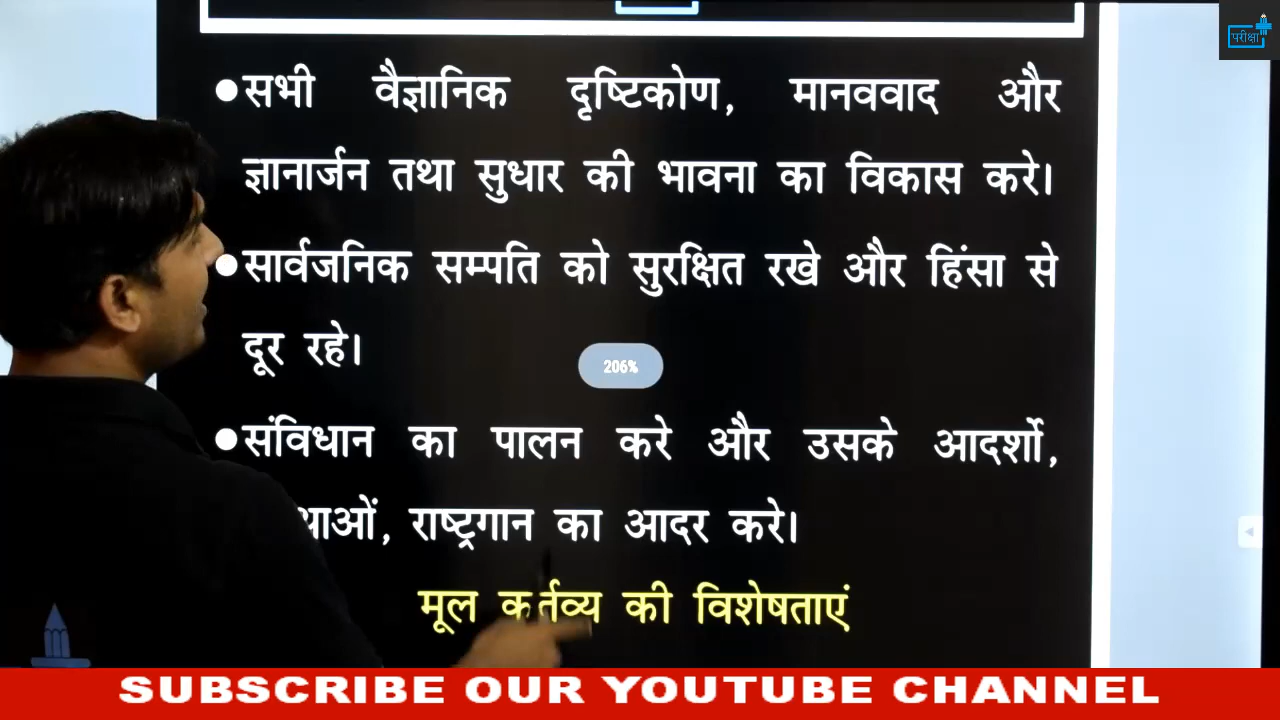 परीक्षा
●सभी वैज्ञानिक दृष्टिकोण, मानववाद और
ज्ञानार्जन तथा सुधार की भावना का विकास करे।
●सार्वजनिक सम्पति को सुरक्षित रखे और हिंसा से
दूर रहे।
206%
●संविधान का पालन करे और उसके आदर्शो,
राष्ट्रगान का आदर करे।
मूल कर्तव्य की विशेषताएं
SUBSCRIBE OUR YOUTUBE CHANNEL